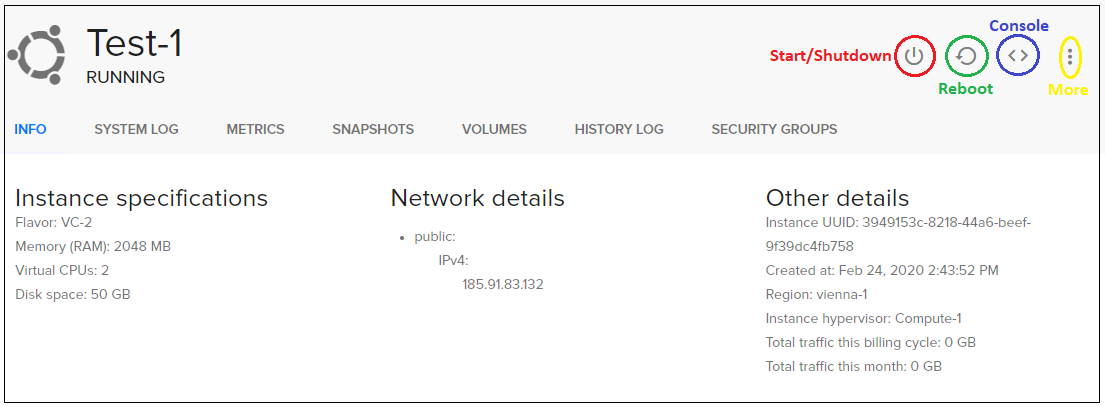 Test-1
RUNNING
Console
Start/Shutdown
Reboot
More
INFO SYSTEM LOG METRICS SNAPSHOTS VOLUMES HISTORY LOG SECURITY GROUPS
Instance specifications
Flavor: VC-2
Memory (RAM): 2048 MB
Virtual CPUs: 2
Disk space: 50 GB
Network details
public:
IPv4:
185.91.83.132
Other details
Instance UUID: 3949153c-8218-44a6-beef-
9f39dc4fb758
Created at: Feb 24, 2020 2:43:52 PM
Region: vienna-1
Instance hypervisor: Compute-1
Total traffic this billing cycle: 0 GB
Total traffic this month: 0 GB